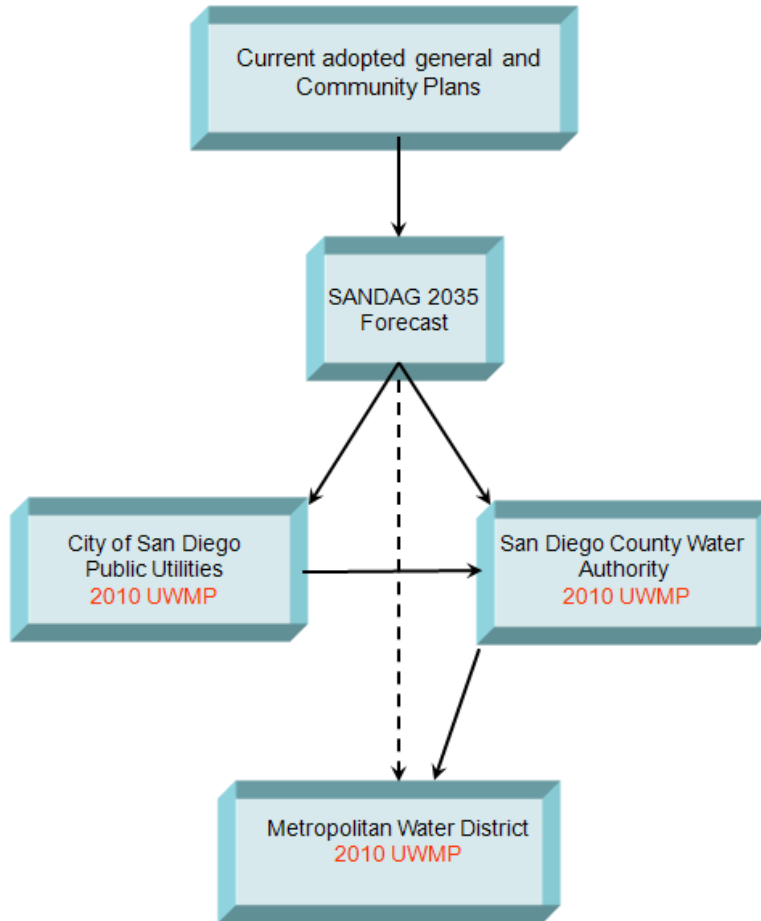 Current adopted general and
Community Plans
SANDAG 2035
Forecast
City of San Diego
Public Utilities
2010 UWMP
San Diego County Water
Authority
2010 UWMP
Metropolitan Water District
2010 UWMP